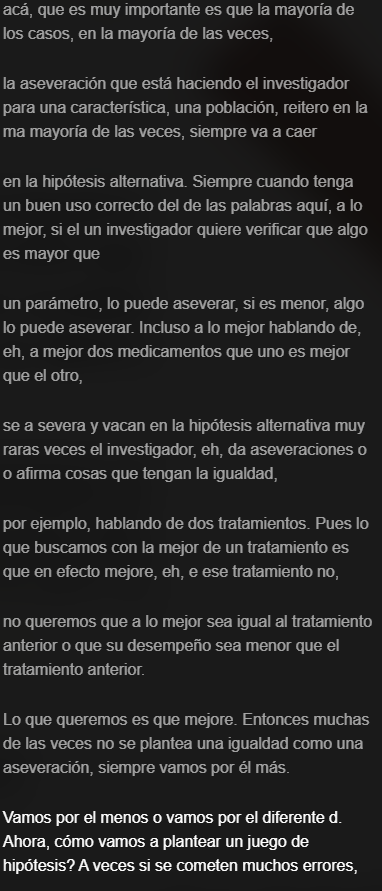 acá, que es muy importante es que la mayoría de
los casos, en la mayoría de las veces,
la aseveración que está haciendo el investigador
para una característica, una población, reitero en la
ma mayoría de las veces, siempre va a caer
en la hipótesis alternativa. Siempre cuando tenga
un buen uso correcto del de las palabras aquí, a lo
mejor, si el un investigador quiere verificar que algo
es mayor que
un parámetro, lo puede aseverar, si es menor, algo
lo puede aseverar. Incluso a lo mejor hablando de,
eh, a mejor dos medicamentos que uno es mejor
que el otro,
se a severa y vacan en la hipótesis alternativa muy
raras veces el investigador, eh, da aseveraciones o
o afirma cosas que tengan la igualdad,
por ejemplo, hablando de dos tratamientos. Pues lo
que buscamos con la mejor de un tratamiento es
que en efecto mejore, eh, e ese tratamiento no,
no queremos que a lo mejor sea igual al tratamiento
anterior o que su desempeño sea menor que el
tratamiento anterior.
Lo que queremos es que mejore. Entonces muchas
de las veces no se plantea una igualdad como una
aseveración, siempre vamos por él más.
Vamos por el menos o vamos por el diferente d.
Ahora, cómo vamos a plantear un juego de
hipótesis? A veces si se cometen muchos errores,